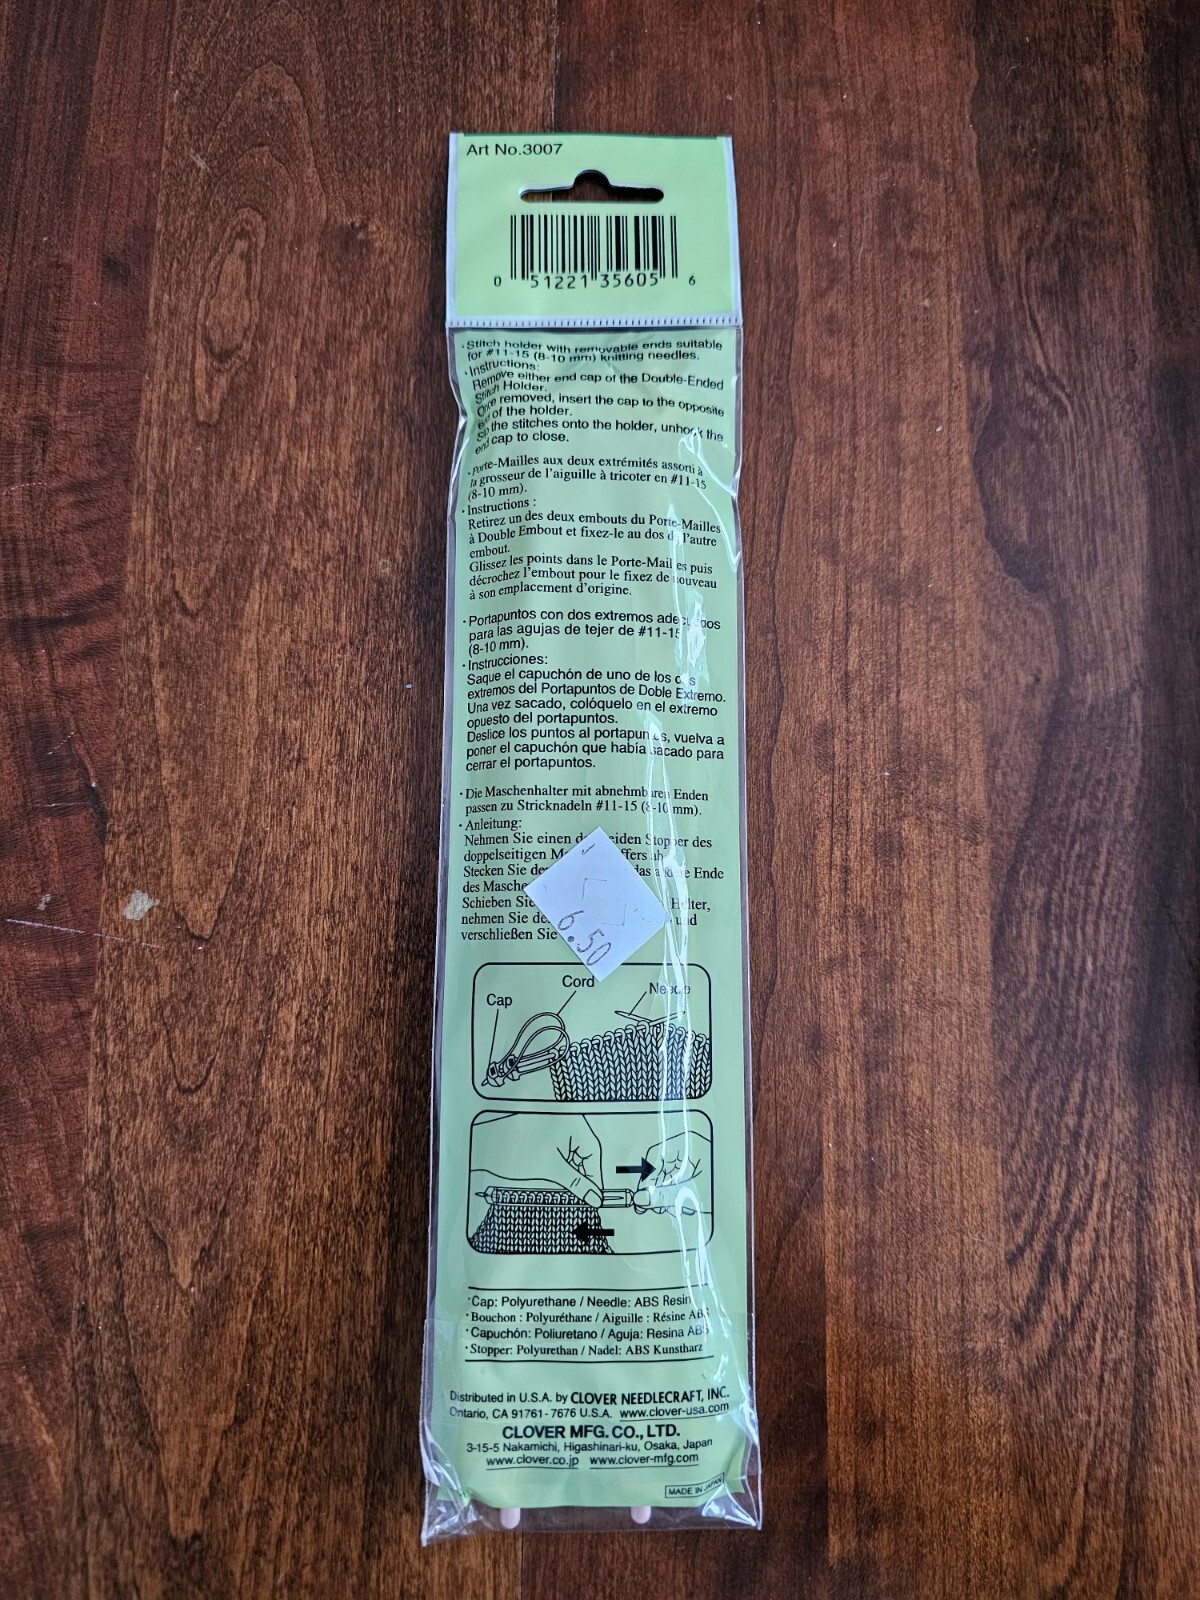 Art No.3007
0 51221 35605 6
·Stitch holder with removable ends suitable
for #11-15 (8-10 mm) knitting needles.
·Instructions:
Remove either end cap of the Double-Ended
Stitch Holder.
Once removed, insert the cap to the opposite
end of the holder.
Slip the stitches onto the holder, unhook the
end cap to close.
·Porte-Mailles aux deux extrémités assorti à
la grosseur de l'aiguille à tricoter en #11-15
(8-10 mm).
·Instructions :
Retirez un des deux embouts du Porte-Mailles
à Double Embout et fixez-le au dos de l'autre
embout.
Glissez les points dans le Porte-Mailles puis
décrochez l'embout pour le fixez de nouveau
à son emplacement d'origine.
·Portapuntos con dos extremos adecuados
para las agujas de tejer de #11-15
(8-10 mm).
·Instrucciones:
Saque el capuchón de uno de los dos
extremos del Portapuntos de Doble Extremo.
Una vez sacado, colóquelo en el extremo
opuesto del portapuntos.
Deslice los puntos al portapuntos, vuelva a
poner el capuchón que había sacado para
cerrar el portapuntos.
·Die Maschenhalter mit abnehmbaren Enden
passen zu Stricknadeln #11-15 (8-10 mm).
·Anleitung:
Nehmen Sie einen der beiden Stopper des
doppelseitigen ab
Stecken Sie das andere Ende
des
Schieben Sie Halter,
nehmen Sie und
verschließen Sie
6.50
Cord
Cap Needle
·Cap: Polyurethane / Needle: ABS Resin
·Bouchon : Polyuréthane / Aiguille : Résine ABS
·Capuchón: Poliuretano / Aguja: Resina ABS
·Stopper: Polyurethan / Nadel: ABS Kunstharz
Distributed in U.S.A. by CLOVER NEEDLECRAFT, INC.
Ontario, CA 91761-7676 U.S.A. www.clover-usa.com
CLOVER MFG. CO., LTD.
3-15-5 Nakamichi, Higashinari-ku, Osaka, Japan
www.clover.co.jp www.clover-mfg.com
MADE IN JAPAN